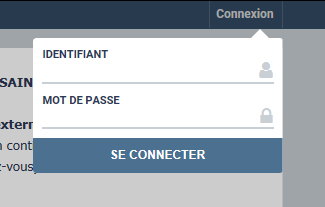 Connexion
IDENTIFIANT
SAIN
MOT DE PASSE
extern
cont
SE CONNECTER
z-vous,